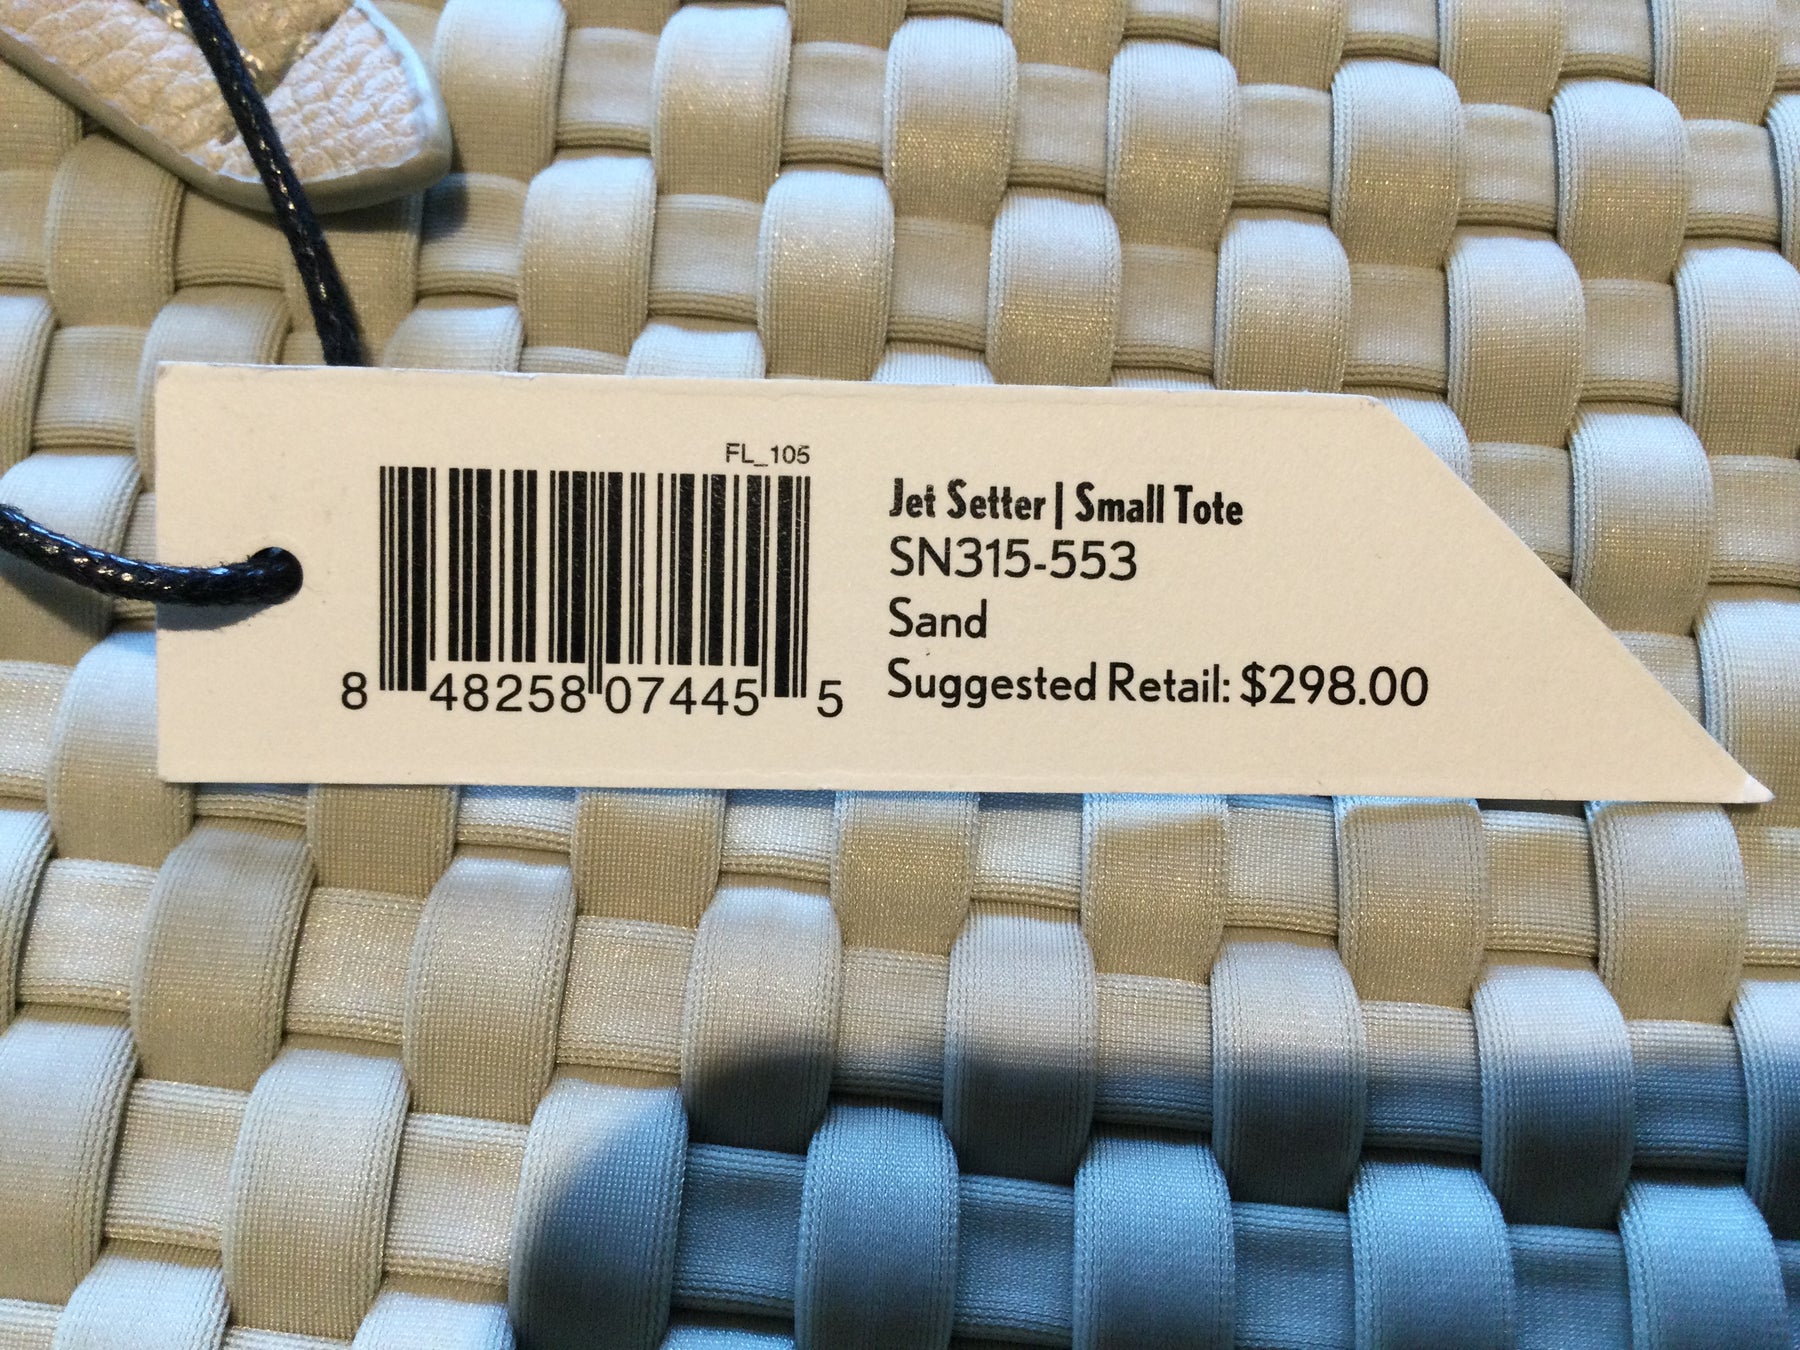 FL_105
8 48258 07445 5
Jet Setter | Small Tote
SN315-553
Sand
Suggested Retail: $298.00